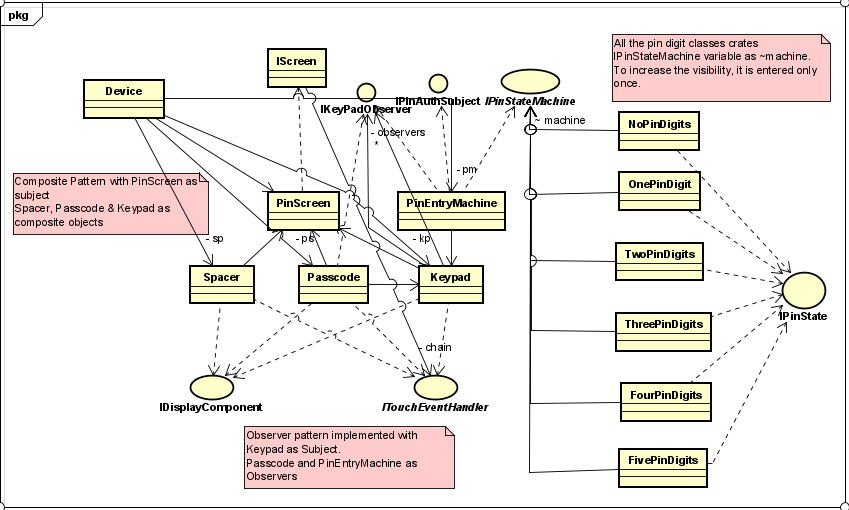 pkg
All the pin digit classes crates
IPinStateMachine variable as ~machine.
To increase the visibility, it is entered only
once.
IScreen
Device
IKeyPadObserver
IPinAuthSubject
IPinStateMachine
~ machine
NoPinDigits
- observers
*
- pm
Composite Pattern with PinScreen as
subject
Spacer, Passcode & Keypad as
composite objects
PinScreen
PinEntryMachine
OnePinDigit
- sp
- kp
TwoPinDigits
Spacer
Passcode
Keypad
IPinState
ThreePinDigits
- chain
IDisplayComponent
ITouchEventHandler
FourPinDigits
Observer pattern implemented with
Keypad as Subject.
Passcode and PinEntryMachine as
Observers
FivePinDigits